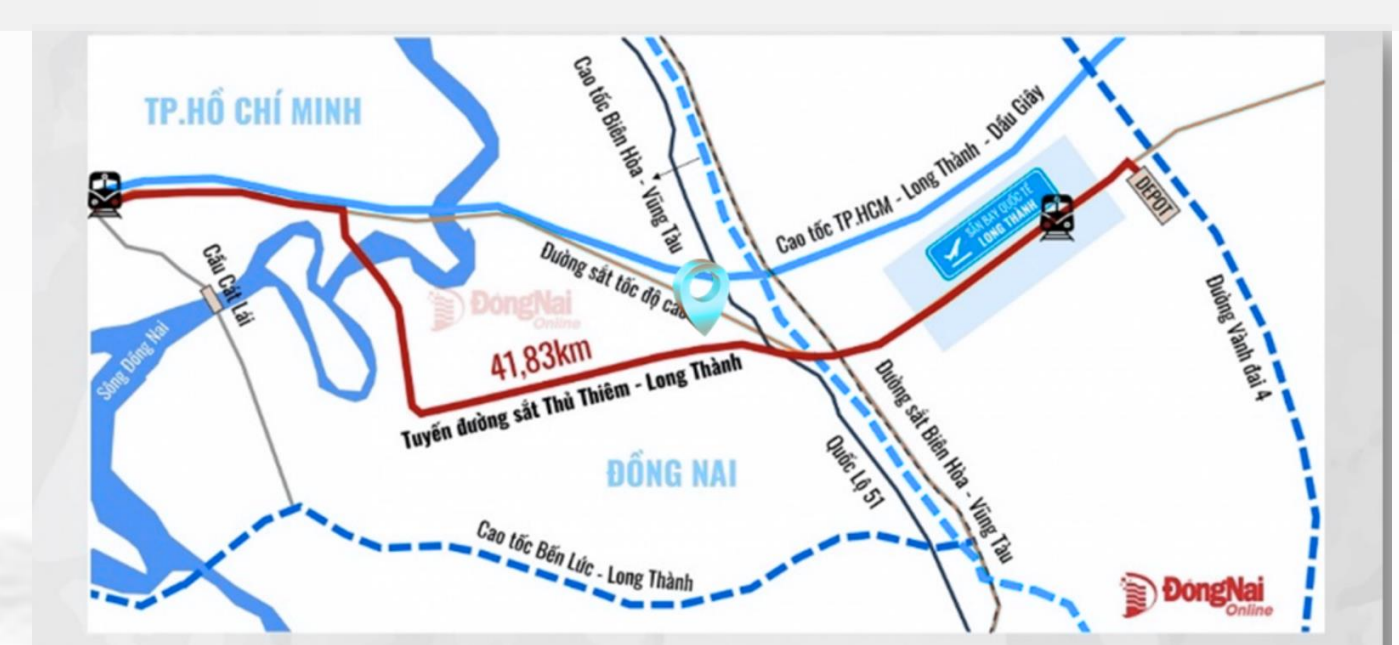 TP.HỒ CHÍ MINH
Cao tốc Biên Hòa - Vũng Tàu
Cao tốc TP.HCM - Long Thành - Dầu Giây
SÂN BAY QUỐC TẾ
LONG THÀNH
DEPOT
Cầu Cát Lái
Đường sắt tốc độ cao
ĐồngNai
Online
Sông Đồng Nai
41,83km
Tuyến đường sắt Thủ Thiêm - Long Thành
Đường Vành đai 4
Đường sắt Biên Hòa - Vũng Tàu
Quốc Lộ 51
ĐỒNG NAI
Cao tốc Bến Lức - Long Thành
ĐồngNai
Online